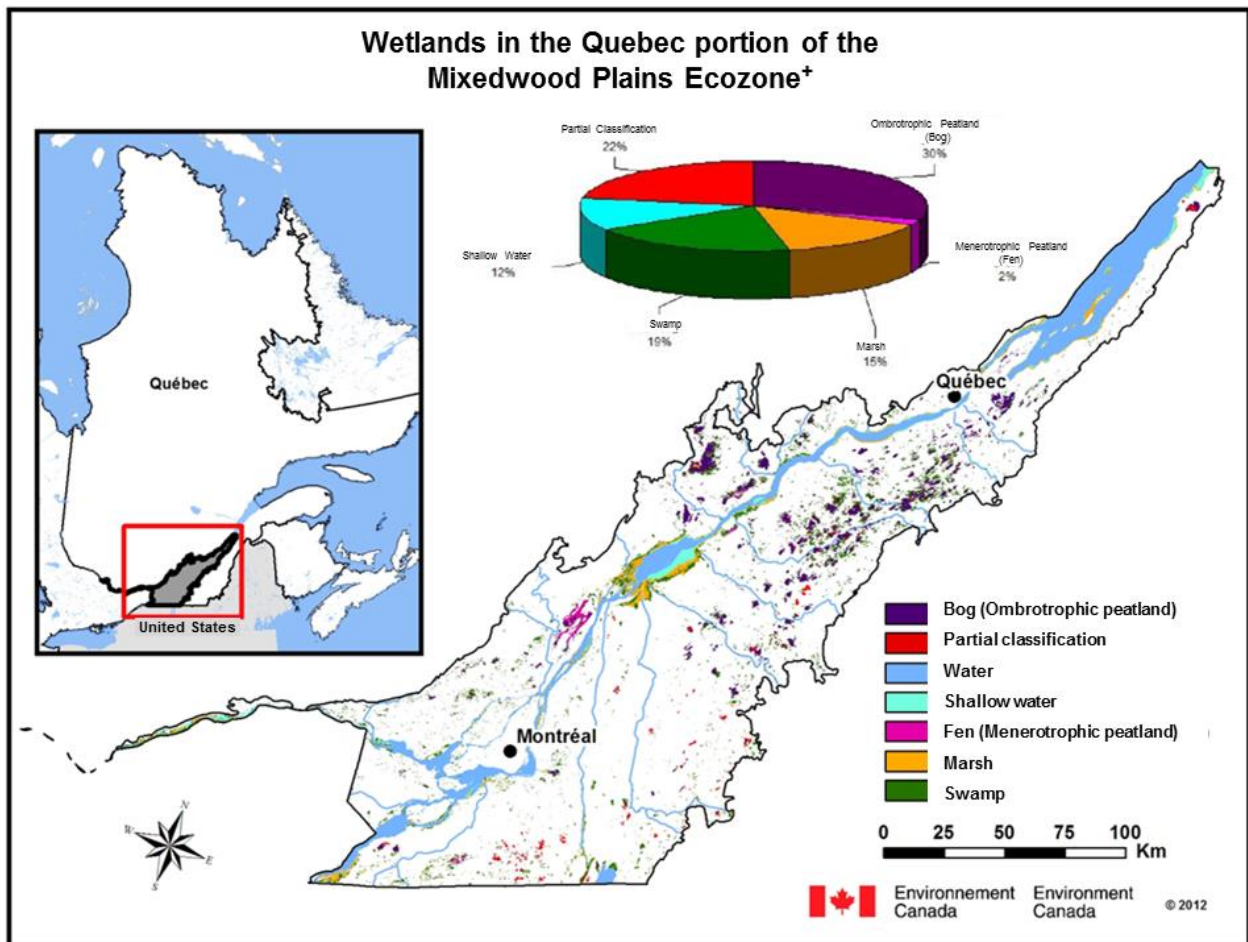 Wetlands in the Quebec portion of the
Mixedwood Plains Ecozone+
Partial Classification
22%
Ombrotrophic Peatland
(Bog)
30%
Shallow Water
12%
Menerotrophic Peatland
(Fen)
2%
Swamp
19%
Marsh
15%
Québec
United States
Québec
Montréal
Bog (Ombrotrophic peatland)
Partial classification
Water
Shallow water
Fen (Menerotrophic peatland)
Marsh
Swamp
N
W
E
S
0 25 50 75 100
Km
Environnement Environment
Canada Canada
© 2012